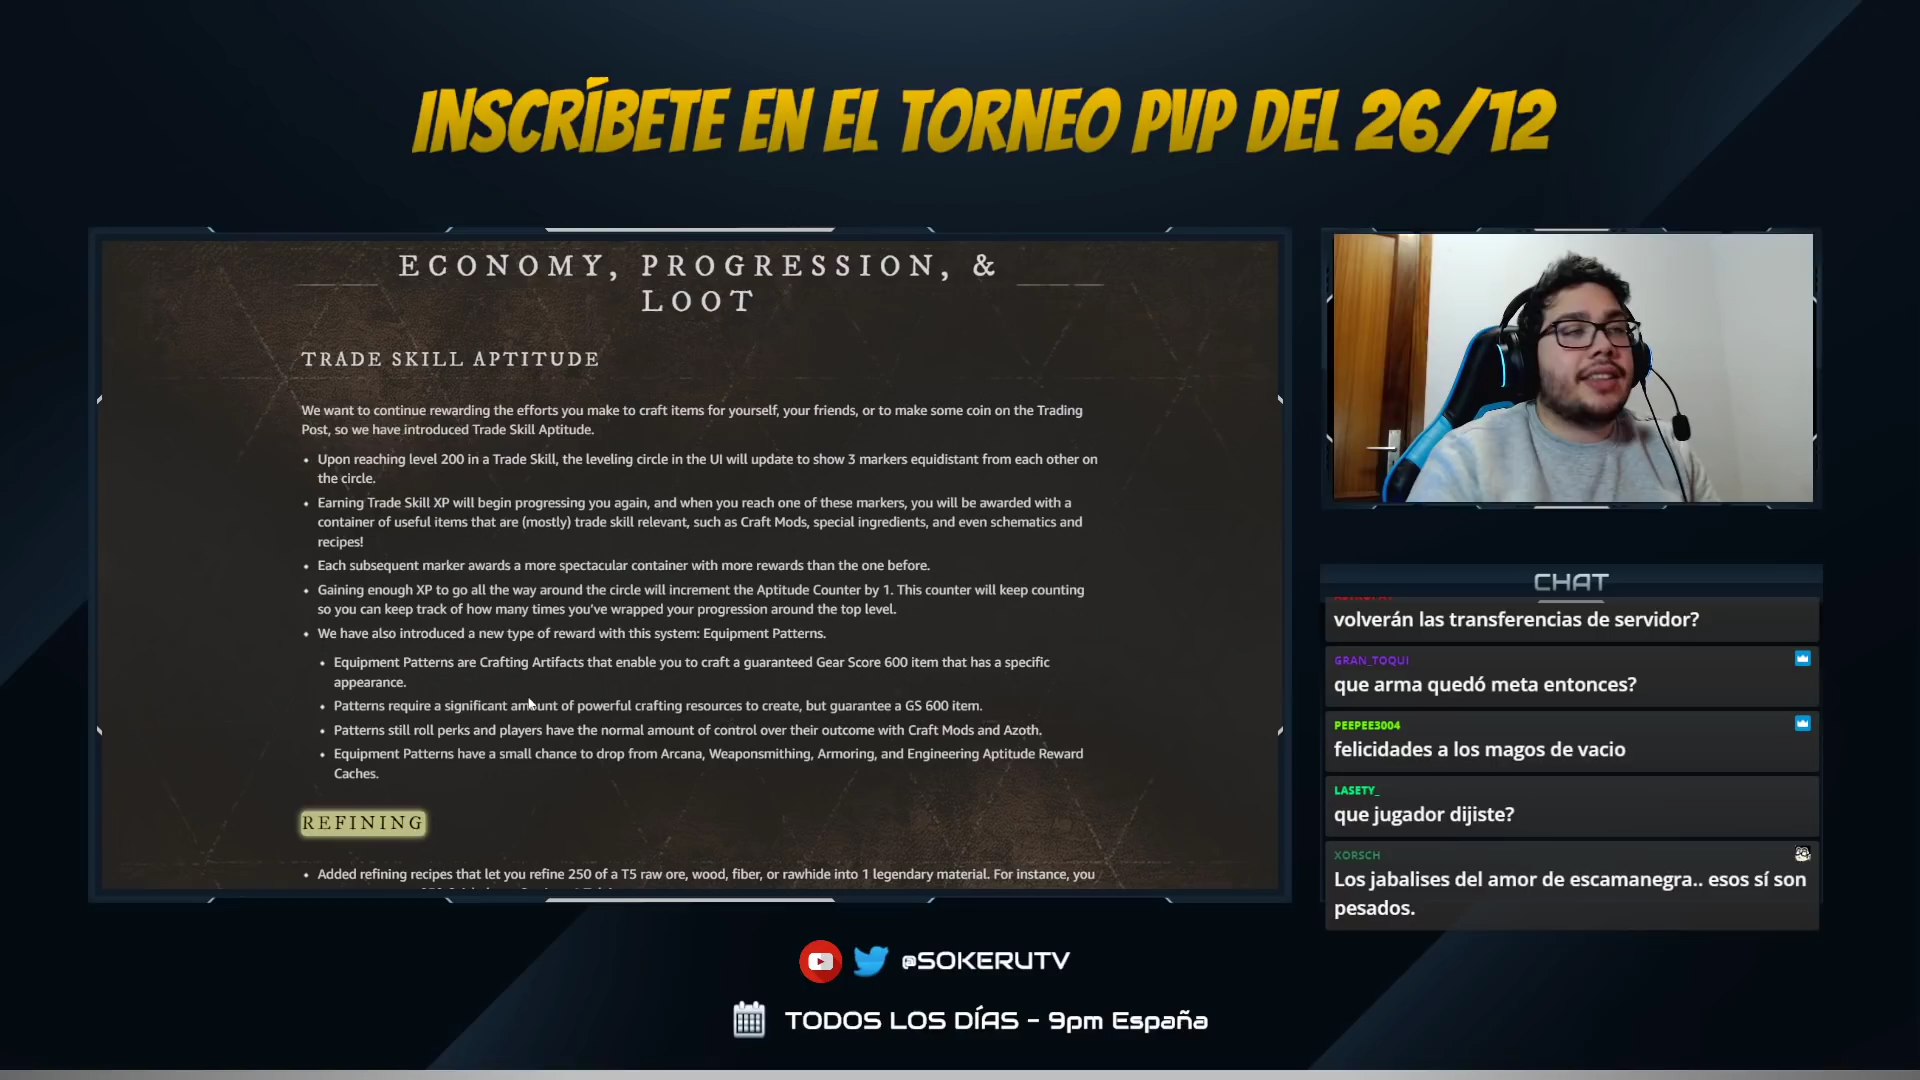 INSCRÍBETE EN EL TORNEO PVP DEL 26/12
ECONOMY, PROGRESSION, &
LOOT
TRADE SKILL APTITUDE
We want to continue rewarding the efforts you make to craft items for yourself, your friends, or to make some coin on the Trading
Post, so we have introduced Trade Skill Aptitude.
• Upon reaching level 200 in a Trade Skill, the leveling circle in the UI will update to show 3 markers equidistant from each other on
the circle.
• Earning Trade Skill XP will begin progressing you again, and when you reach one of these markers, you will be awarded with a
container of useful items that are (mostly) trade skill relevant, such as Craft Mods, special ingredients, and even schematics and
recipes!
• Each subsequent marker awards a more spectacular container with more rewards than the one before.
• Gaining enough XP to go all the way around the circle will increment the Aptitude Counter by 1. This counter will keep counting
so you can keep track of how many times you've wrapped your progression around the top level.
• We have also introduced a new type of reward with this system: Equipment Patterns.
• Equipment Patterns are Crafting Artifacts that enable you to craft a guaranteed Gear Score 600 item that has a specific
appearance.
• Patterns require a significant amount of powerful crafting resources to create, but guarantee a GS 600 item.
• Patterns still roll perks and players have the normal amount of control over their outcome with Craft Mods and Azoth.
• Equipment Patterns have a small chance to drop from Arcana, Weaponsmithing, Armoring, and Engineering Aptitude Reward
Caches.
REFINING
• Added refining recipes that let you refine 250 of a T5 raw ore, wood, fiber, or rawhide into 1 legendary material. For instance, you
CHAT
volverán las transferencias de servidor?
GRAN_TOQUI
que arma quedó meta entonces?
PEEPEE3004
felicidades a los magos de vacio
LASETY_
que jugador dijiste?
XORSCH
Los jabalises del amor de escamanegra.. esos sí son
pesados.
@SOKERUTV
TODOS LOS DÍAS - 9pm España